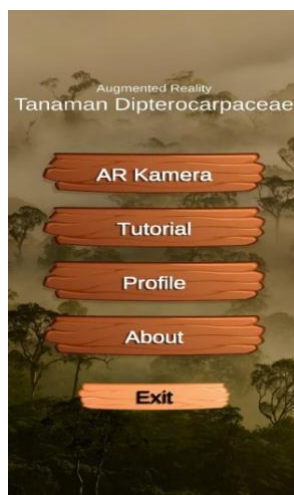 Augmented Reality
Tanaman Dipterocarpaceae
AR Kamera
Tutorial
Profile
About
Exit